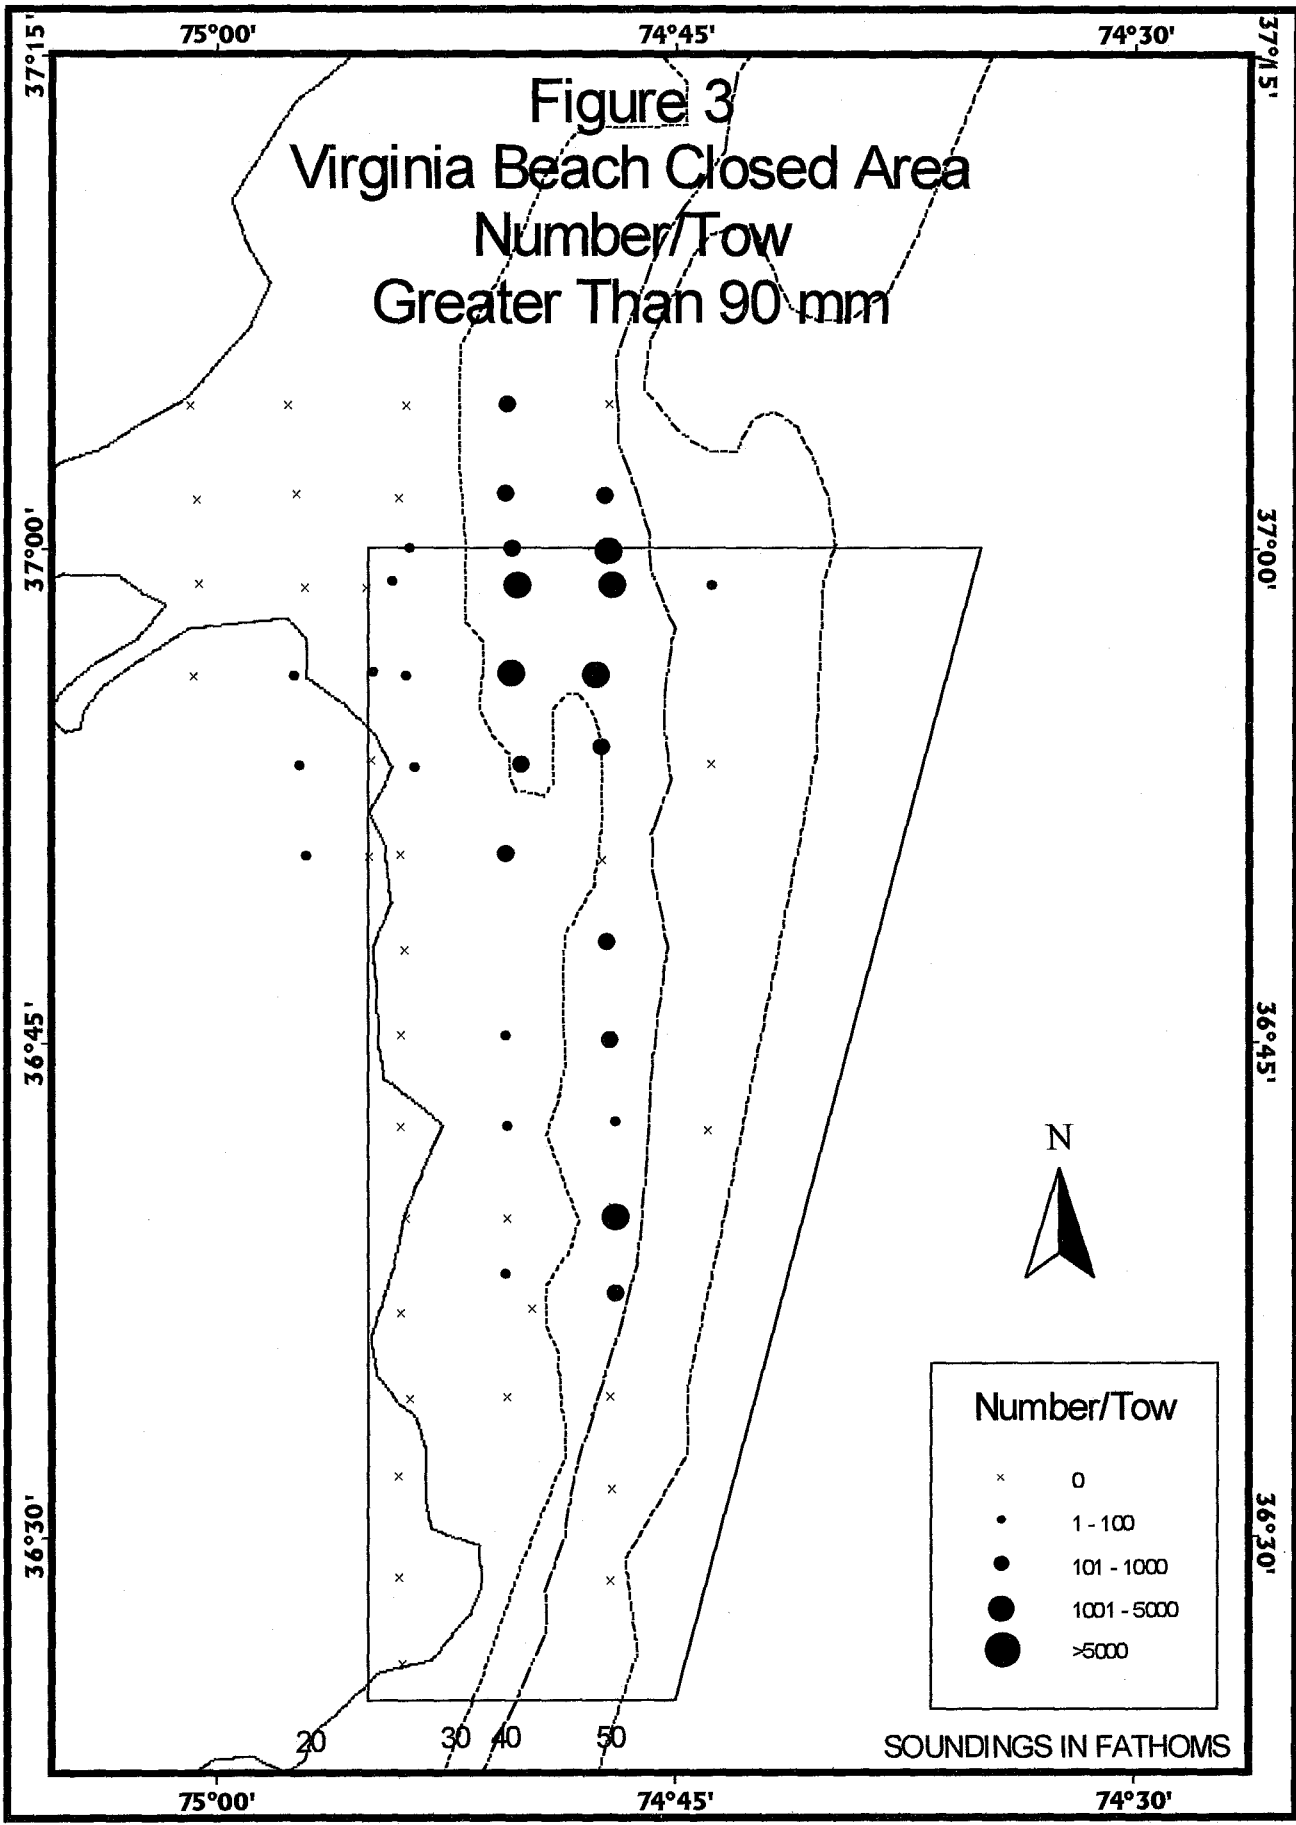 75°00' 74°45' 74°30'
37°15' 37°15'
Figure 3
Virginia Beach Closed Area
Number/Tow
Greater Than 90 mm
37°00' 37°00'
36°45' 36°45'
N
Number/Tow
0
1 - 100
101 - 1000
1001 - 5000
>5000
36°30' 36°30'
20 30 40 50
SOUNDINGS IN FATHOMS
75°00' 74°45' 74°30'